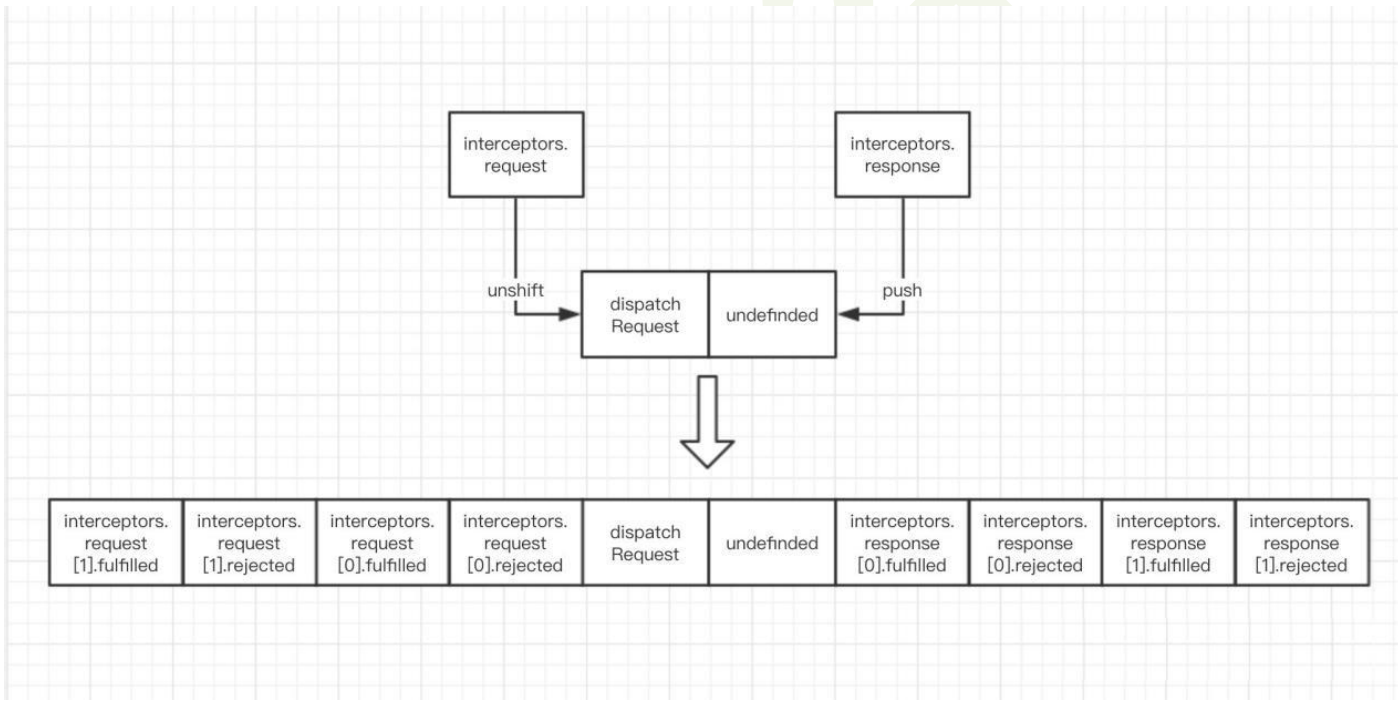 interceptors.
request
interceptors.
response
unshift
push
dispatch
Request
undefinded
interceptors.
request
[1].fulfilled
interceptors.
request
[1].rejected
interceptors.
request
[0].fulfilled
interceptors.
request
[0].rejected
dispatch
Request
undefinded
interceptors.
response
[0].fulfilled
interceptors.
response
[0].rejected
interceptors.
response
[1].fulfilled
interceptors.
response
[1].rejected